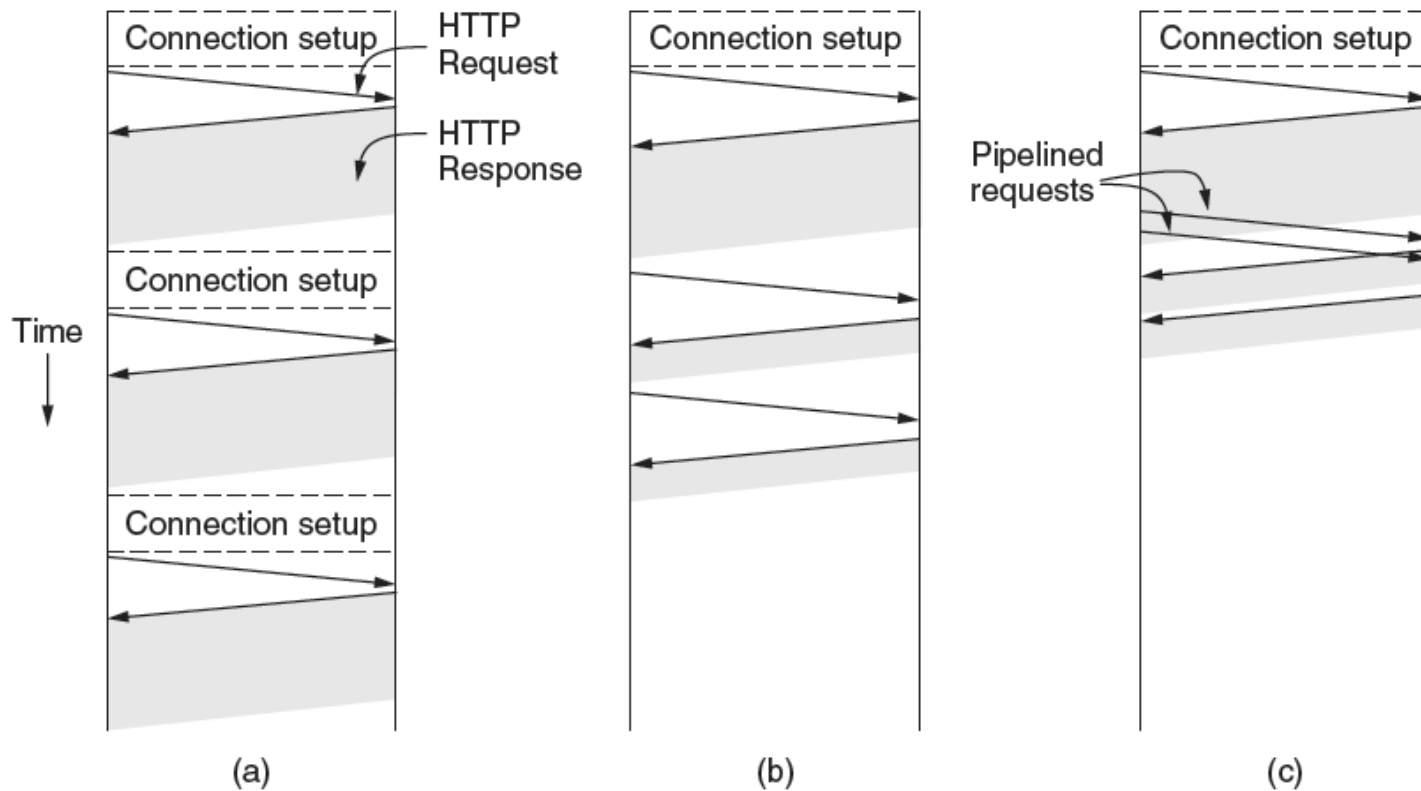 Connection setup
HTTP
Request
HTTP
Response
Connection setup
Time
Connection setup
(a)
Connection setup
(b)
Connection setup
Pipelined
requests
(c)